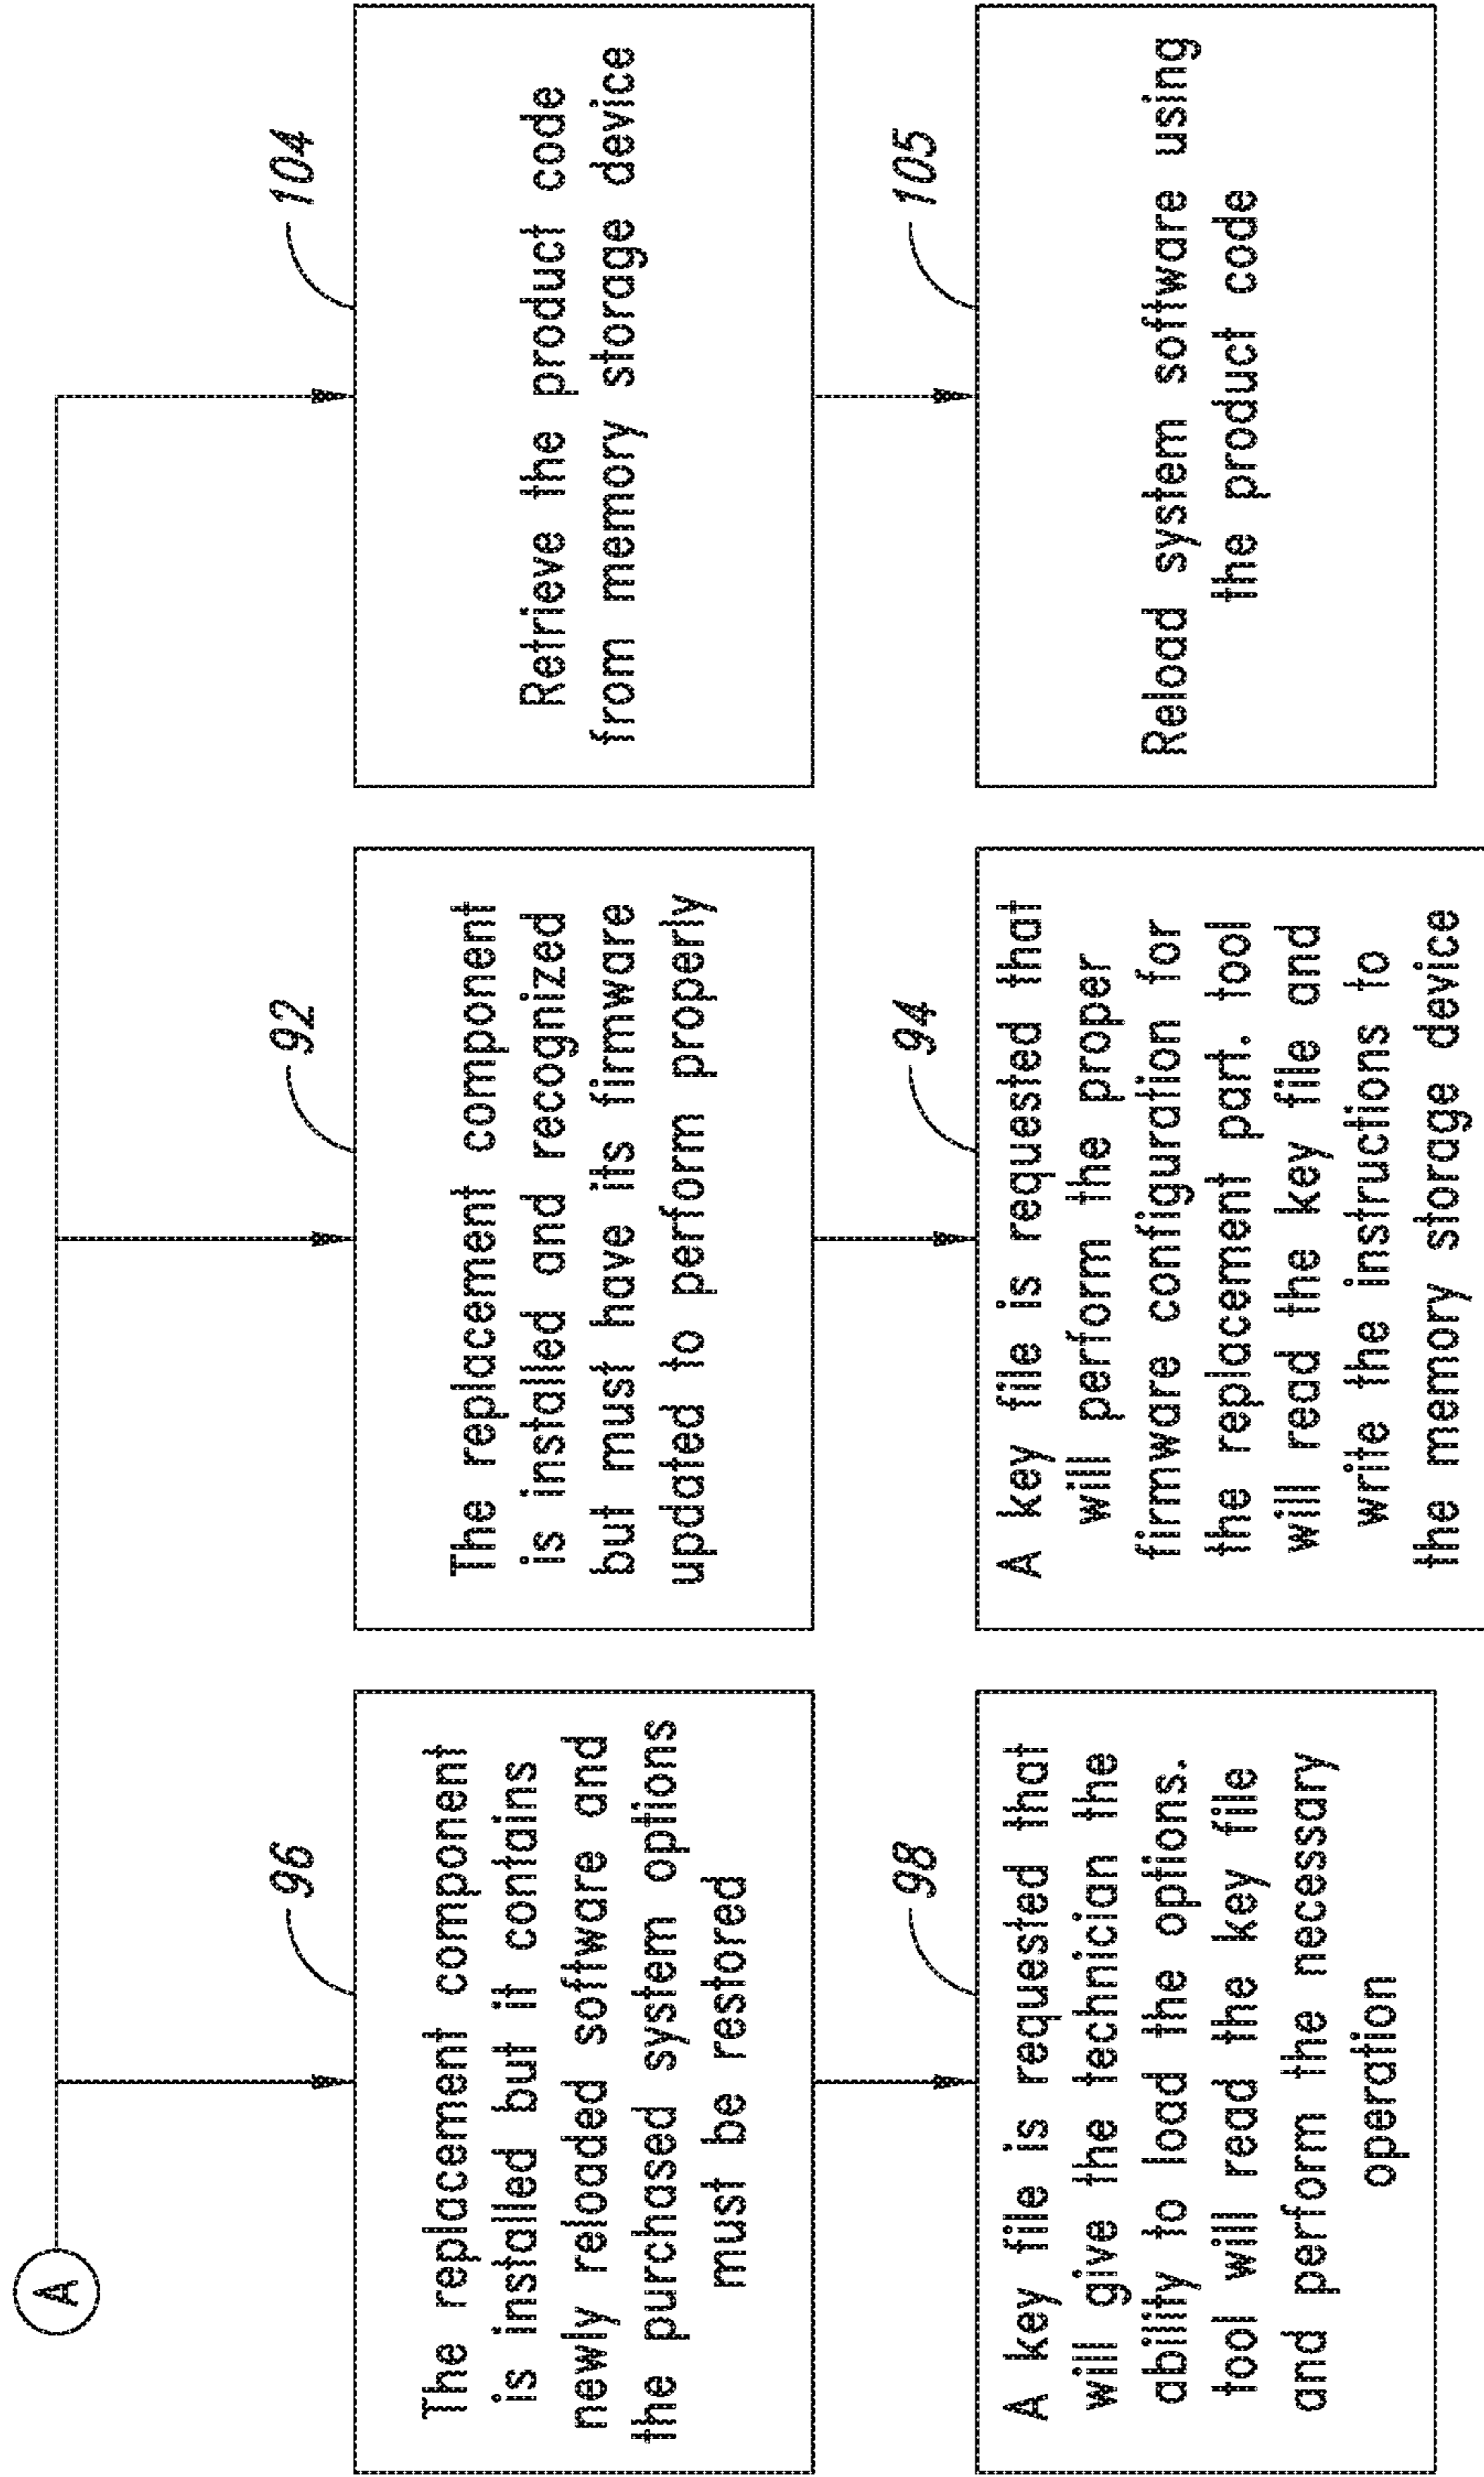 A
96
The replacement component
is installed but it contains
newly reloaded software and
the purchased system options
must be restored
98
A key file is requested that
will give the technician the
ability to load the options.
tool will read the key file
and perform the necessary
operation
92
The replacement component
is installed and recognized
but must have its firmware
updated to perform properly
94
A key file is requested that
will perform the proper
firmware configuration for
the replacement part. tool
will read the key file and
write the instructions to
the memory storage device
104
Retrieve the product code
from memory storage device
105
Reload system software using
the product code